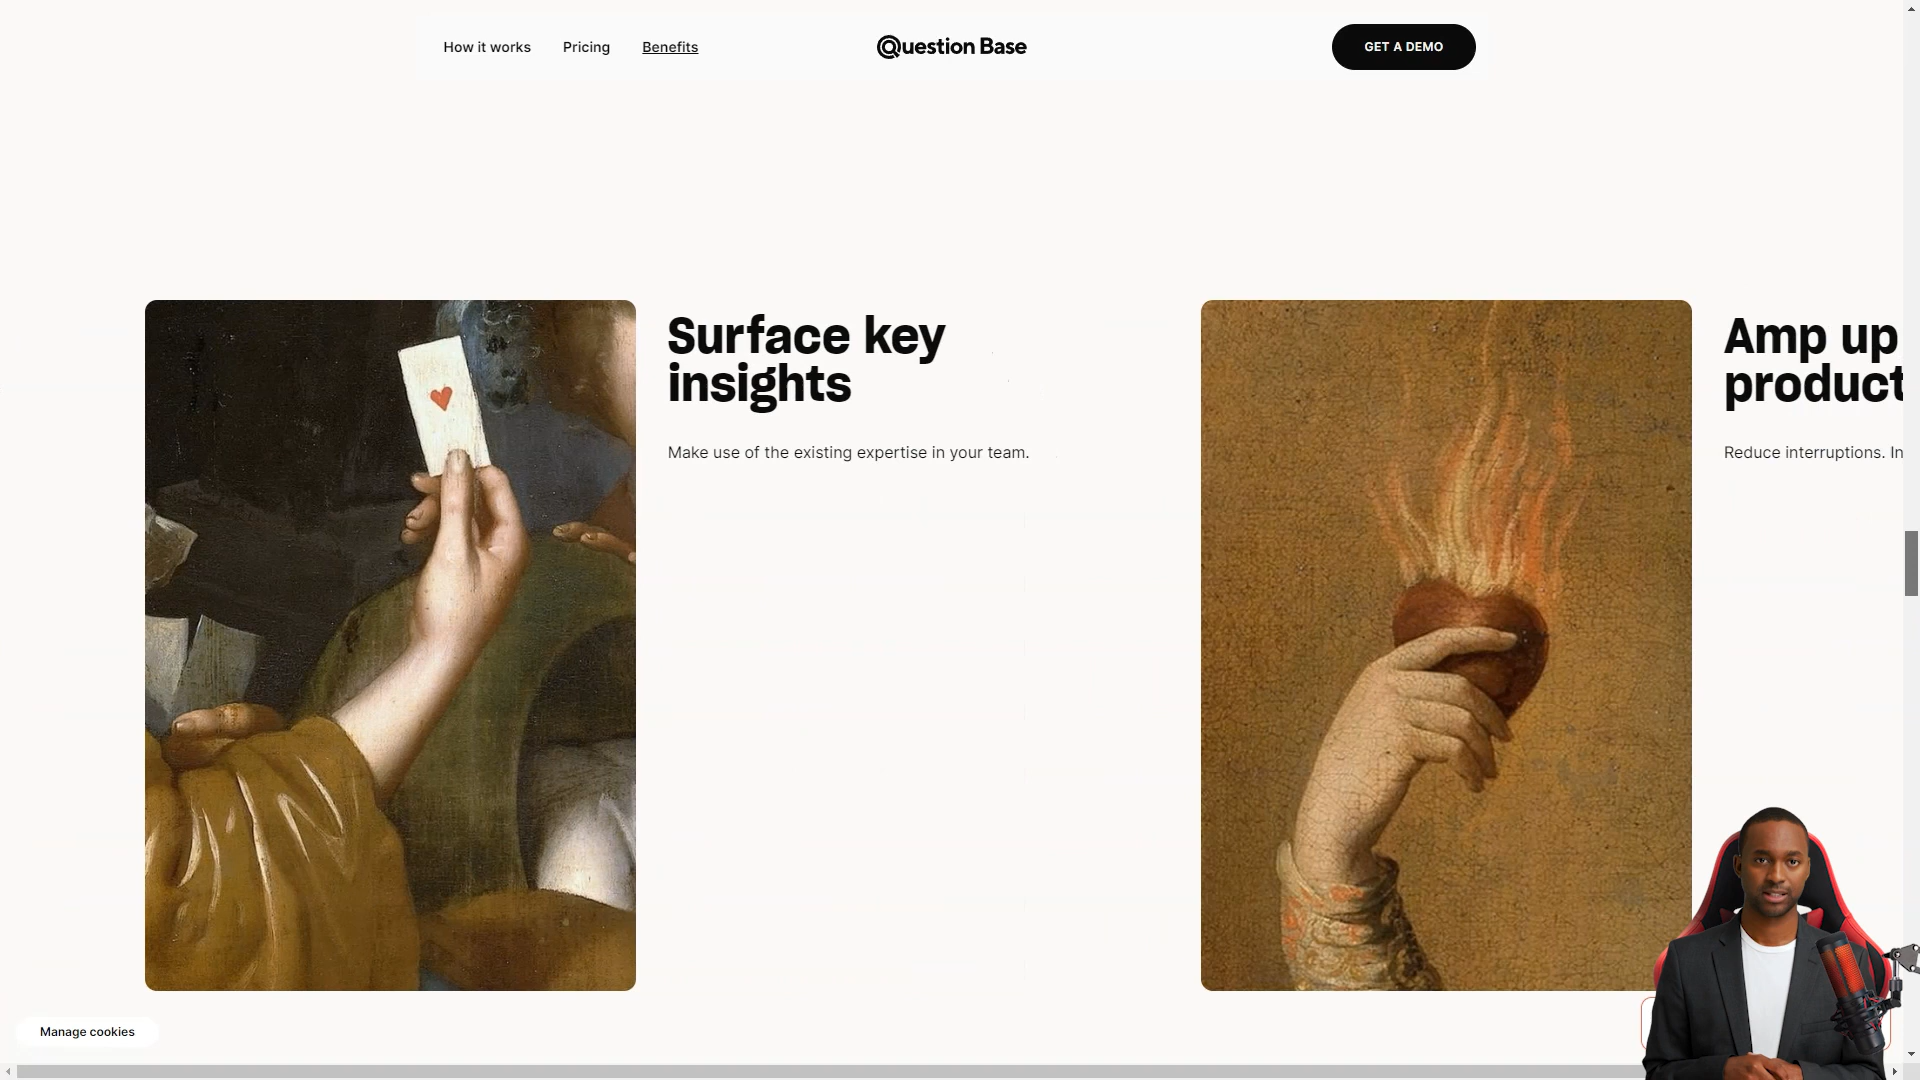 How it works
Pricing
Benefits
Question Base
GET A DEMO
Surface key
insights
Make use of the existing expertise in your team.
Amp up
product
Reduce interruptions. In
Manage cookies